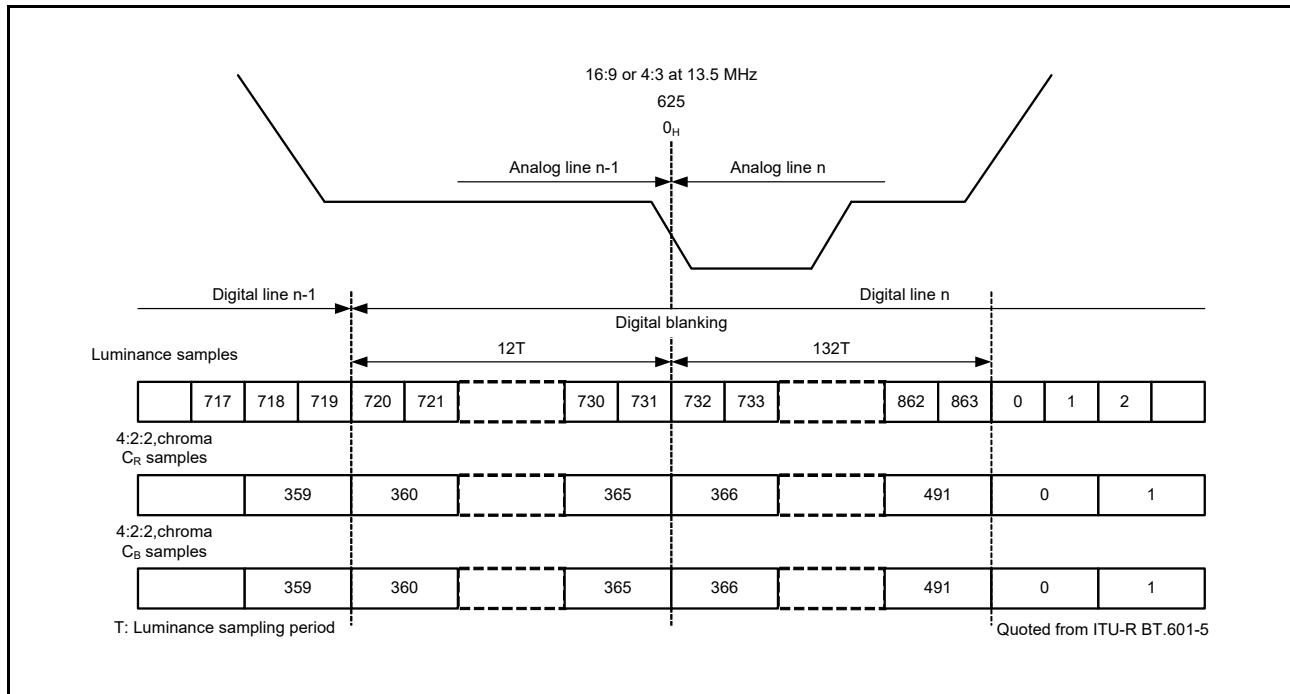 16:9 or 4:3 at 13.5 MHz
625
0H
Analog line n-1 Analog line n
Digital line n-1 Digital line n
Digital blanking
12T 132T
Luminance samples
717 718 719 720 721 730 731 732 733 862 863 0 1 2
4:2:2,chroma
CR samples
359 360 365 366 491 0 1
4:2:2,chroma
CB samples
359 360 365 366 491 0 1
T: Luminance sampling period Quoted from ITU-R BT.601-5